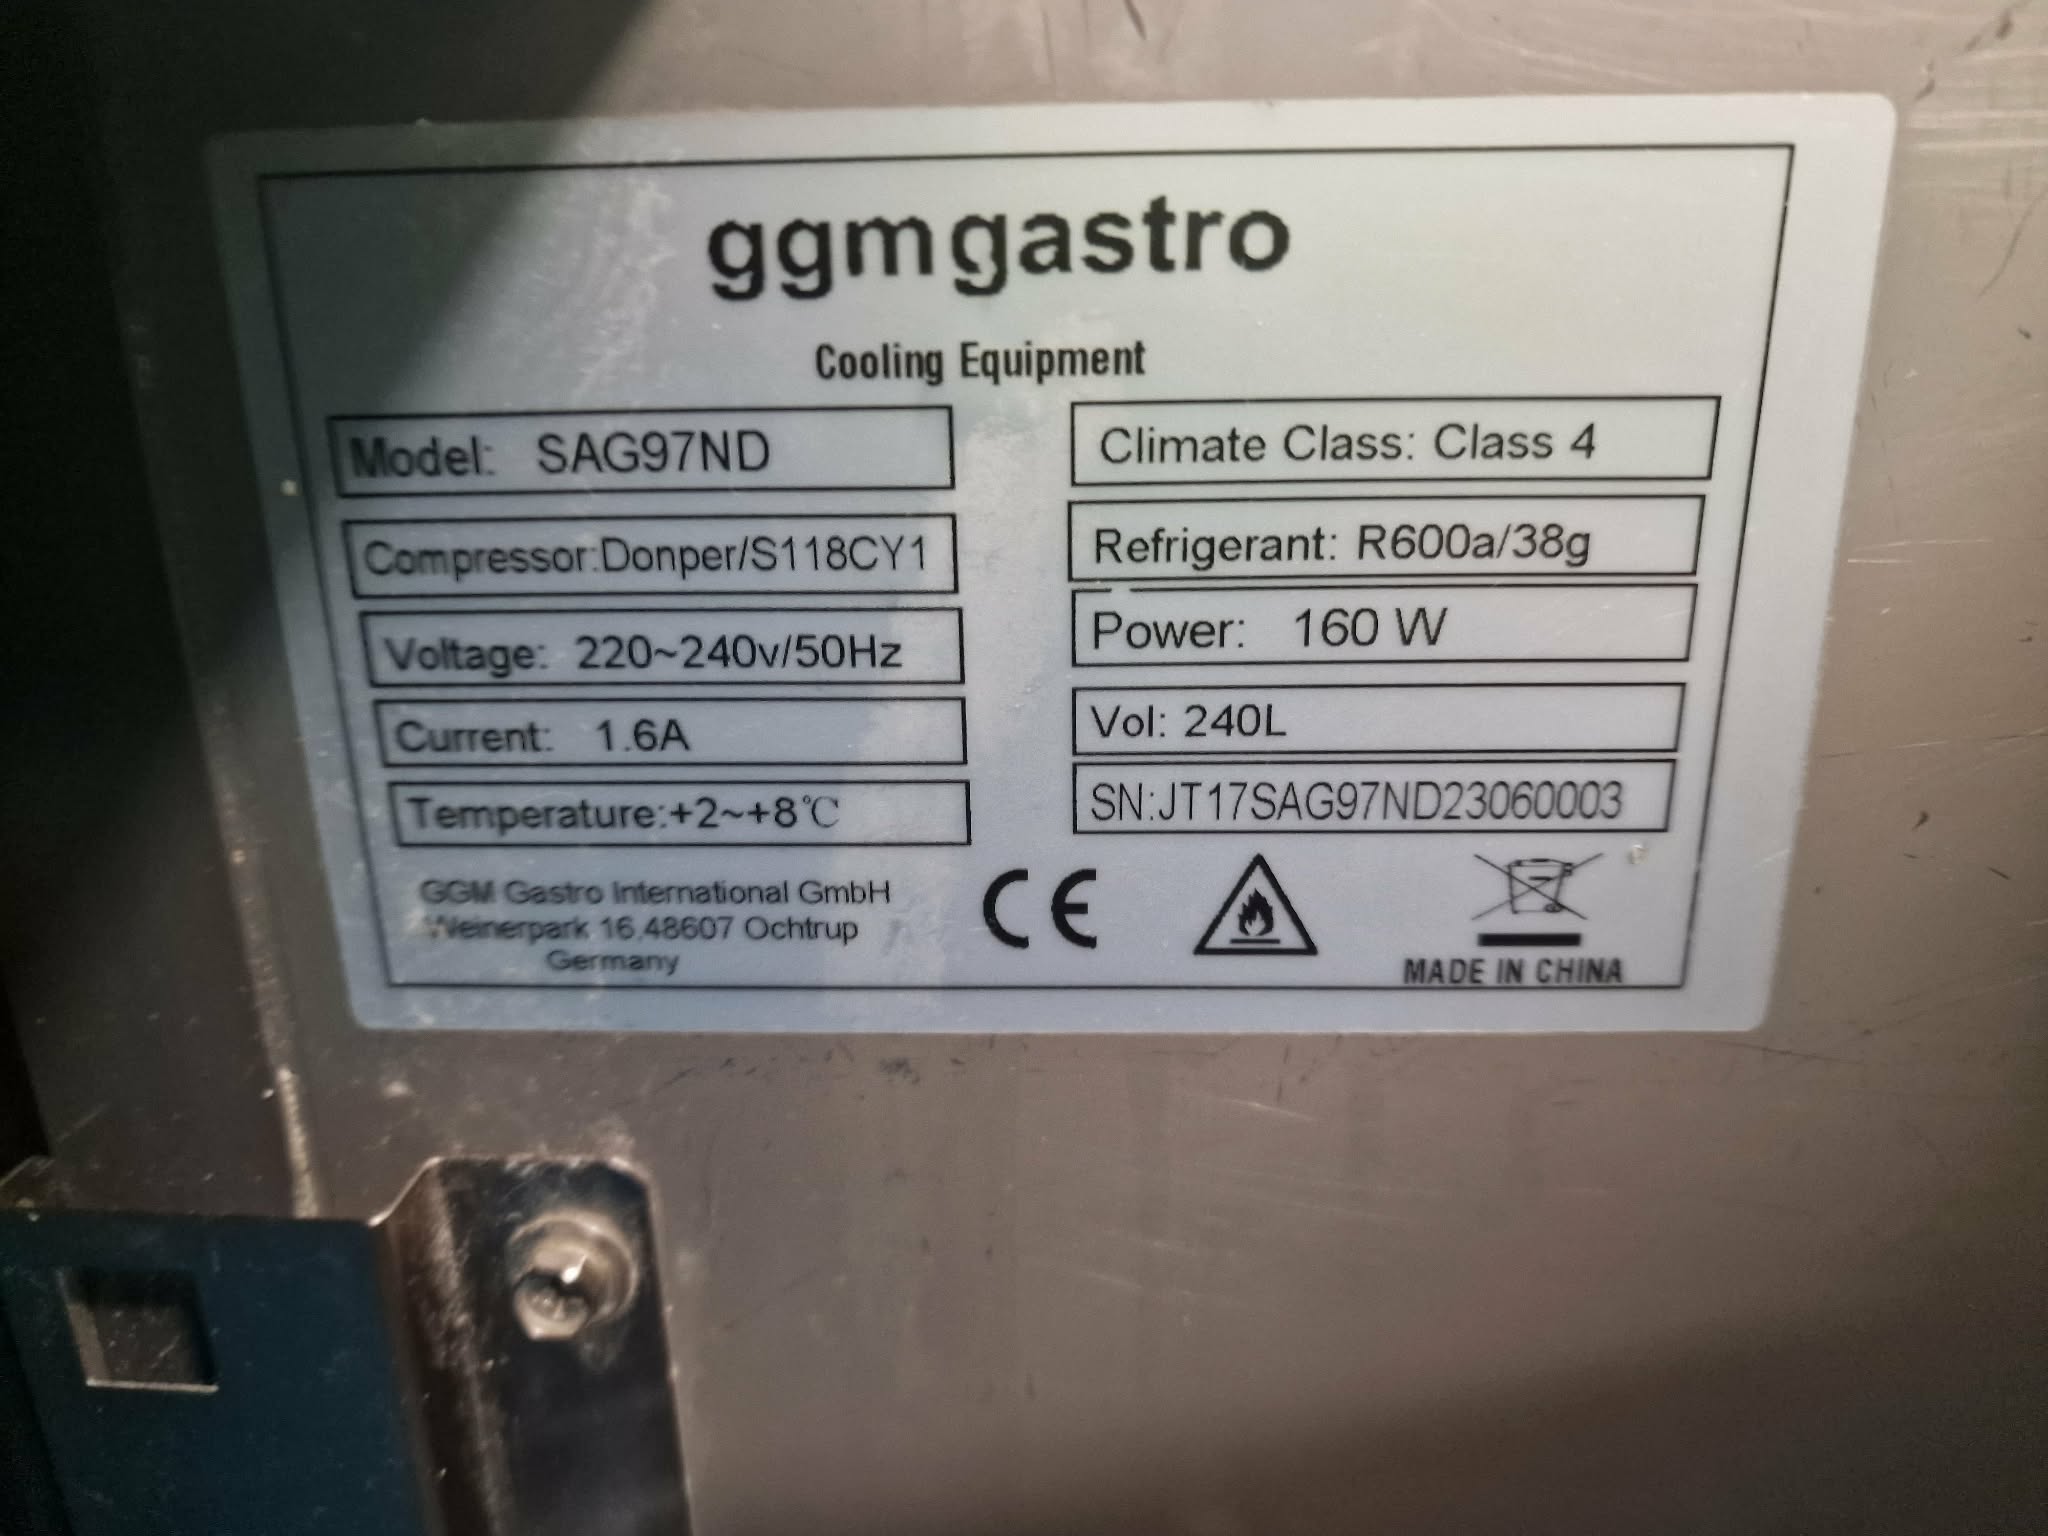 ggmgastro
Cooling Equipment
Model: SAG97ND
Climate Class: Class 4
Compressor:Donper/S118CY1
Refrigerant: R600a/38g
Voltage: 220~240v/50Hz
Power: 160 W
Current: 1.6A
Vol: 240L
Temperature:+2~+8℃
SN:JT17SAG97ND23060003
GGM Gastro International GmbH
Weinerpark 16,48607 Ochtrup
Germany
CE
MADE IN CHINA